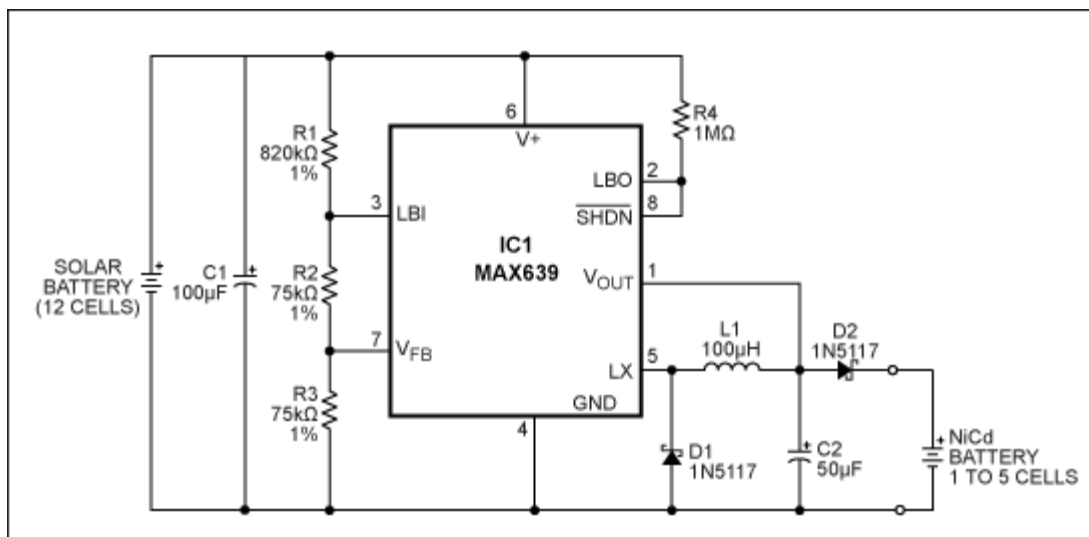 SOLAR
BATTERY
(12 CELLS)
+
C1
100µF
+
R1
820kΩ
1%
R2
75kΩ
1%
R3
75kΩ
1%
6
V+
3
LBI
7
VFB
IC1
MAX639
LBO
2
SHDN
8
VOUT
1
LX
5
GND
4
R4
1MΩ
L1
100µH
D2
1N5117
D1
1N5117
+
C2
50µF
+
NiCd
BATTERY
1 TO 5 CELLS